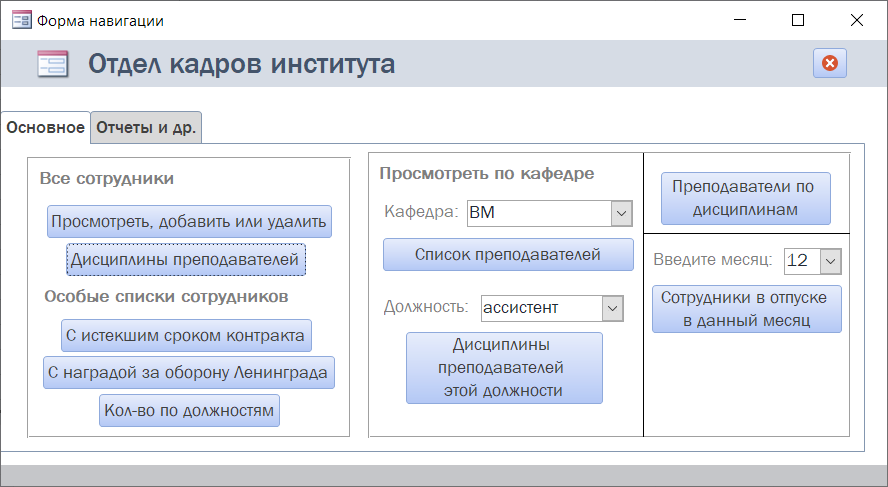 Форма навигации
Отдел кадров института
Основное
Отчеты и др.
Все сотрудники
Просмотреть, добавить или удалить
Дисциплины преподавателей
Особые списки сотрудников
С истекшим сроком контракта
С наградой за оборону Ленинграда
Кол-во по должностям
Просмотреть по кафедре
Кафедра: ВМ
Список преподавателей
Должность: ассистент
Дисциплины
преподавателей
этой должности
Преподаватели по
дисциплинам
Введите месяц: 12
Сотрудники в отпуске
в данный месяц